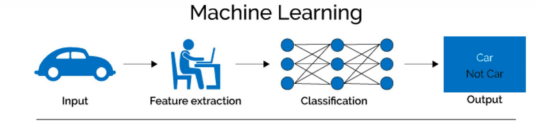 Machine Learning
Car
Not Car
Input
Feature extraction
Classification
Output